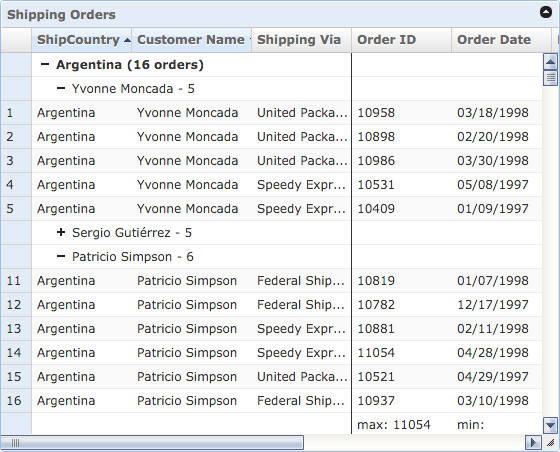 Shipping Orders
ShipCountry Customer Name Shipping Via Order ID Order Date
− Argentina (16 orders)
− Yvonne Moncada - 5
1 Argentina Yvonne Moncada United Packa... 10958 03/18/1998
2 Argentina Yvonne Moncada United Packa... 10898 02/20/1998
3 Argentina Yvonne Moncada United Packa... 10986 03/30/1998
4 Argentina Yvonne Moncada Speedy Expr... 10531 05/08/1997
5 Argentina Yvonne Moncada Speedy Expr... 10409 01/09/1997
+ Sergio Gutiérrez - 5
− Patricio Simpson - 6
11 Argentina Patricio Simpson Federal Ship... 10819 01/07/1998
12 Argentina Patricio Simpson Federal Ship... 10782 12/17/1997
13 Argentina Patricio Simpson Speedy Expr... 10881 02/11/1998
14 Argentina Patricio Simpson Speedy Expr... 11054 04/28/1998
15 Argentina Patricio Simpson United Packa... 10521 04/29/1997
16 Argentina Patricio Simpson Federal Ship... 10937 03/10/1998
max: 11054 min: